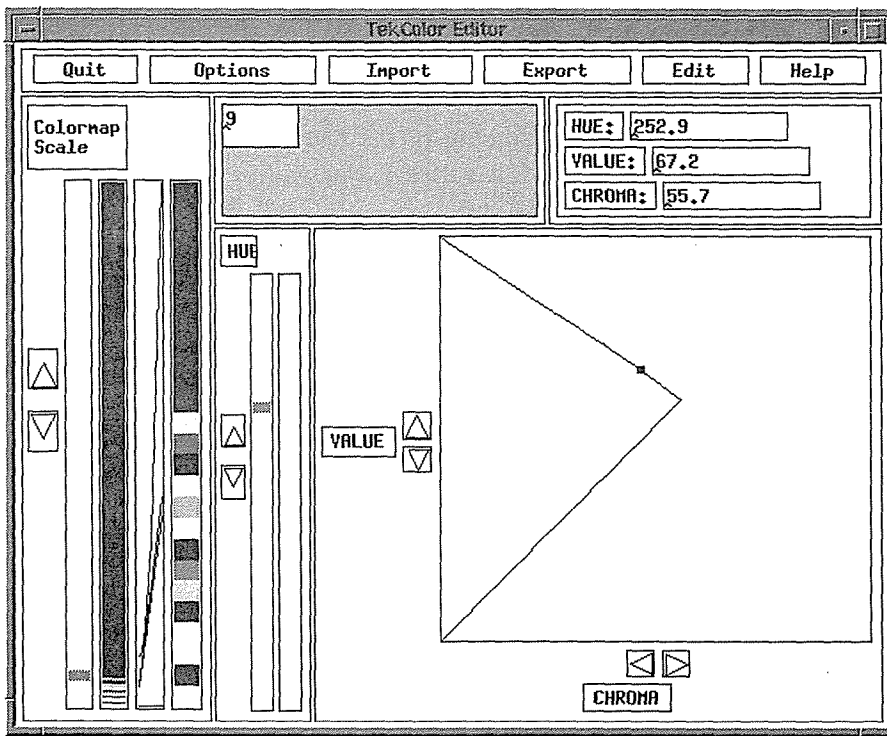 TekColor Editor
Quit Options Import Export Edit Help
Colormap
Scale
9
HUE: 252.9
VALUE: 67.2
CHROMA: 55.7
HUE
VALUE
CHROMA